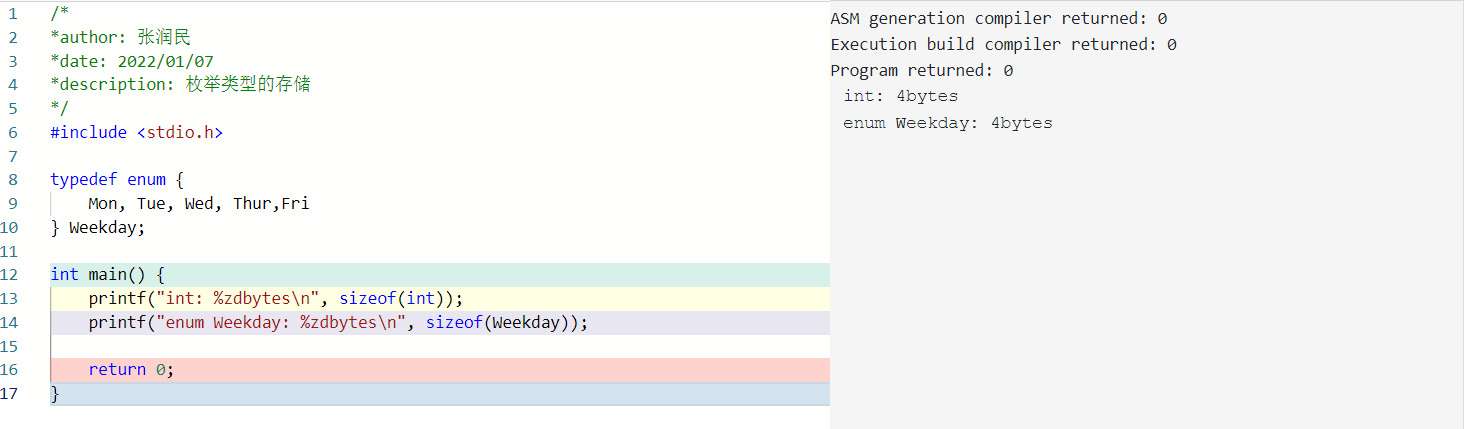 1 /*
2 *author: 张润民
3 *date: 2022/01/07
4 *description: 枚举类型的存储
5 */
6 #include <stdio.h>
7
8 typedef enum {
9     Mon, Tue, Wed, Thur,Fri
10 } Weekday;
11
12 int main() {
13     printf("int: %zdbytes\n", sizeof(int));
14     printf("enum Weekday: %zdbytes\n", sizeof(Weekday));
15
16     return 0;
17 }
ASM generation compiler returned: 0
Execution build compiler returned: 0
Program returned: 0
int: 4bytes
enum Weekday: 4bytes